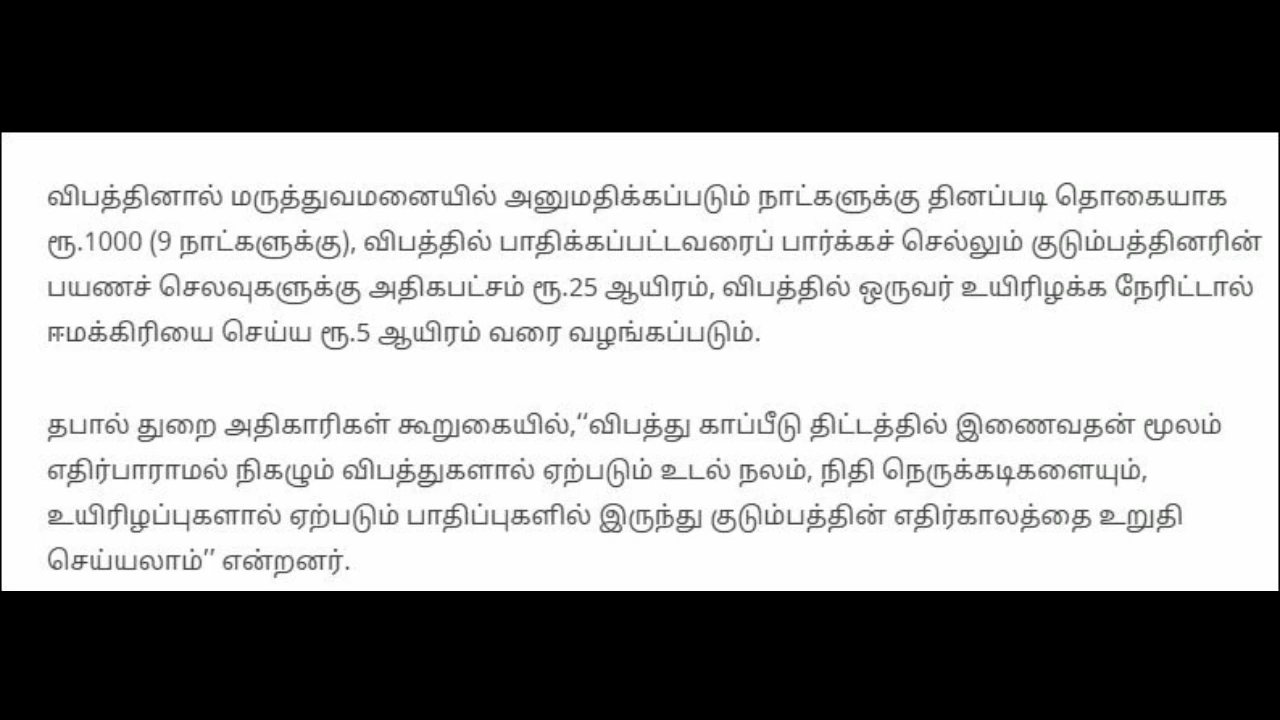 விபத்தினால் மருத்துவமனையில் அனுமதிக்கப்படும் நாட்களுக்கு தினப்படி தொகையாக
ரூ.1000 (9 நாட்களுக்கு), விபத்தில் பாதிக்கப்பட்டவரைப் பார்க்கச் செல்லும் குடும்பத்தினரின்
பயணச் செலவுகளுக்கு அதிகபட்சம் ரூ.25 ஆயிரம், விபத்தில் ஒருவர் உயிரிழக்க நேரிட்டால்
ஈமக்கிரியை செய்ய ரூ.5 ஆயிரம் வரை வழங்கப்படும்.
தபால் துறை அதிகாரிகள் கூறுகையில்,‘‘விபத்து காப்பீடு திட்டத்தில் இணைவதன் மூலம்
எதிர்பாராமல் நிகழும் விபத்துகளால் ஏற்படும் உடல் நலம், நிதி நெருக்கடிகளையும்,
உயிரிழப்புகளால் ஏற்படும் பாதிப்புகளில் இருந்து குடும்பத்தின் எதிர்காலத்தை உறுதி
செய்யலாம்’’ என்றனர்.